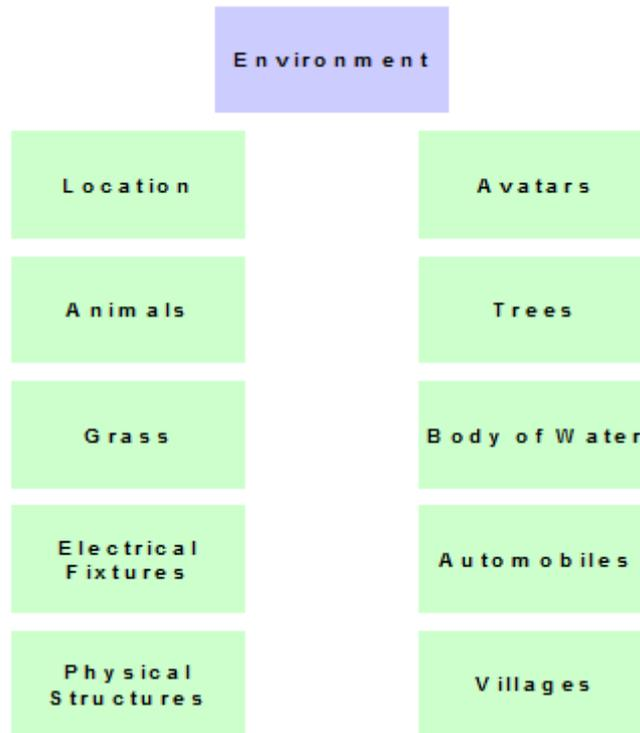 Environment
Location
Avatars
Animals
Trees
Grass
Body of Water
Electrical
Fixtures
Automobiles
Physical
Structures
Villages